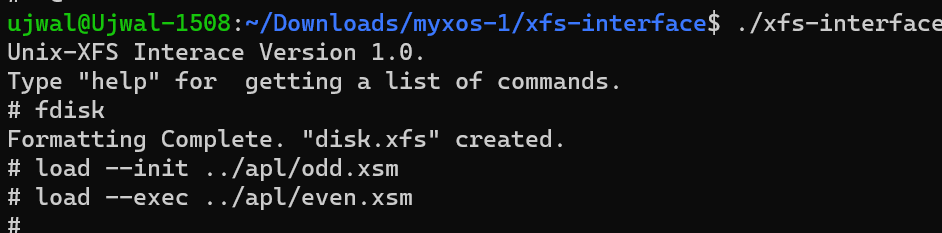 ujwal@Ujwal-1508:~/Downloads/myxos-1/xfs-interface$ ./xfs-interface
Unix-XFS Interace Version 1.0.
Type "help" for  getting a list of commands.
# fdisk
Formatting Complete. "disk.xfs" created.
# load --init ../apl/odd.xsm
# load --exec ../apl/even.xsm
#